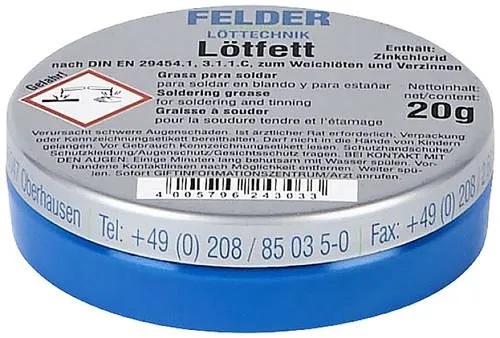 FELDER
LÖTTECHNIK
Lötfett
Enthält:
Zinkchlorid
nach DIN EN 29454.1, 3.1.1.C, zum Weichlöten und Verzinnen
Gefahr!
Grasa para soldar
para soldar en blando y para estañar
Soldering grease
for soldering and tinning
Graisse à souder
pour la soudure tendre et l'étamage
Nettoinhalt:
net/content:
20g
Verursacht schwere Augenschäden. Ist ärztlicher Rat erforderlich, Verpackung
oder Kennzeichnungsetikett bereithalten. Darf nicht in die Hände von Kindern
gelangen. Vor Gebrauch Kennzeichnungsetikett lesen. Schutzhandschuhe/
Schutzkleidung/Augenschutz/Gesichtsschutz tragen. BEI KONTAKT MIT
DEN AUGEN: Einige Minuten lang behutsam mit Wasser spülen. Vorhandene
Kontaktlinsen nach Möglichkeit entfernen. Weiter spü-
len. Sofort GIFTINFORMATIONSZENTRUM/Arzt anrufen.
4 005796 243033
Oberhausen
Tel: +49 (0) 208 / 85 03 5-0
Fax: +49 (0) 208 /